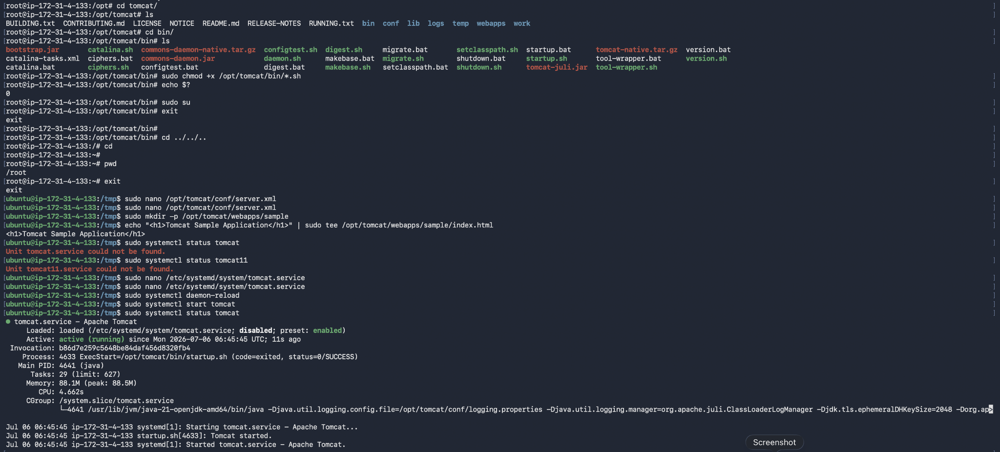 [root@ip-172-31-4-133:/opt# cd tomcat/ ]
[root@ip-172-31-4-133:/opt/tomcat# ls ]
BUILDING.txt  CONTRIBUTING.md  LICENSE  NOTICE  README.md  RELEASE-NOTES  RUNNING.txt  bin  conf  lib  logs  temp  webapps  work
[root@ip-172-31-4-133:/opt/tomcat# cd bin/ ]
[root@ip-172-31-4-133:/opt/tomcat/bin# ls ]
bootstrap.jar  catalina.sh  commons-daemon-native.tar.gz  configtest.sh  digest.sh  migrate.bat  setclasspath.sh  startup.bat  tomcat-native.tar.gz  version.bat
catalina-tasks.xml  ciphers.bat  commons-daemon.jar  daemon.sh  makebase.bat  migrate.sh  shutdown.bat  startup.sh  tool-wrapper.bat  version.sh
catalina.bat  ciphers.sh  configtest.bat  digest.bat  makebase.sh  setclasspath.bat  shutdown.sh  tomcat-juli.jar  tool-wrapper.sh
[root@ip-172-31-4-133:/opt/tomcat/bin# sudo chmod +x /opt/tomcat/bin/*.sh ]
[root@ip-172-31-4-133:/opt/tomcat/bin# echo $? ]
0
[root@ip-172-31-4-133:/opt/tomcat/bin# sudo su ]
[root@ip-172-31-4-133:/opt/tomcat/bin# exit ]
exit
[root@ip-172-31-4-133:/opt/tomcat/bin# ]
[root@ip-172-31-4-133:/opt/tomcat/bin# cd ../../.. ]
[root@ip-172-31-4-133:/# cd ]
[root@ip-172-31-4-133:~# ]
[root@ip-172-31-4-133:~# pwd ]
/root
[root@ip-172-31-4-133:~# exit ]
exit
[ubuntu@ip-172-31-4-133:/tmp$ sudo nano /opt/tomcat/conf/server.xml ]
[ubuntu@ip-172-31-4-133:/tmp$ sudo nano /opt/tomcat/conf/server.xml ]
[ubuntu@ip-172-31-4-133:/tmp$ sudo mkdir -p /opt/tomcat/webapps/sample ]
[ubuntu@ip-172-31-4-133:/tmp$ echo "<h1>Tomcat Sample Application</h1>" | sudo tee /opt/tomcat/webapps/sample/index.html ]
<h1>Tomcat Sample Application</h1>
[ubuntu@ip-172-31-4-133:/tmp$ sudo systemctl status tomcat ]
Unit tomcat.service could not be found.
[ubuntu@ip-172-31-4-133:/tmp$ sudo systemctl status tomcat11 ]
Unit tomcat11.service could not be found.
[ubuntu@ip-172-31-4-133:/tmp$ sudo nano /etc/systemd/system/tomcat.service ]
[ubuntu@ip-172-31-4-133:/tmp$ sudo nano /etc/systemd/system/tomcat.service ]
[ubuntu@ip-172-31-4-133:/tmp$ sudo systemctl daemon-reload ]
[ubuntu@ip-172-31-4-133:/tmp$ sudo systemctl start tomcat ]
[ubuntu@ip-172-31-4-133:/tmp$ sudo systemctl status tomcat ]
● tomcat.service - Apache Tomcat
Loaded: loaded (/etc/systemd/system/tomcat.service; disabled; preset: enabled)
Active: active (running) since Mon 2026-07-06 06:45:45 UTC; 11s ago
Invocation: b86d7e259c5648be84daf456d8320fb4
Process: 4633 ExecStart=/opt/tomcat/bin/startup.sh (code=exited, status=0/SUCCESS)
Main PID: 4641 (java)
Tasks: 29 (limit: 627)
Memory: 88.1M (peak: 88.5M)
CPU: 4.662s
CGroup: /system.slice/tomcat.service
└─4641 /usr/lib/jvm/java-21-openjdk-amd64/bin/java -Djava.util.logging.config.file=/opt/tomcat/conf/logging.properties -Djava.util.logging.manager=org.apache.juli.ClassLoaderLogManager -Djdk.tls.ephemeralDHKeySize=2048 -Dorg.ap>
Jul 06 06:45:45 ip-172-31-4-133 systemd[1]: Starting tomcat.service - Apache Tomcat...
Jul 06 06:45:45 ip-172-31-4-133 startup.sh[4633]: Tomcat started.
Jul 06 06:45:45 ip-172-31-4-133 systemd[1]: Started tomcat.service - Apache Tomcat.
Screenshot